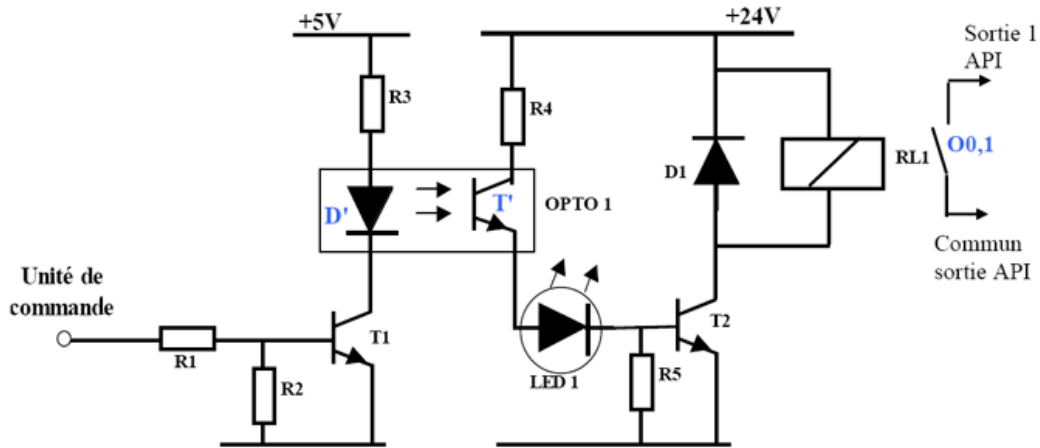 +5V
+24V
Sortie 1
API
R3
R4
D1
RL1
O0,1
D'
T'
OPTO 1
Commun
sortie API
Unité de
commande
T1
T2
R1
R2
LED 1
R5